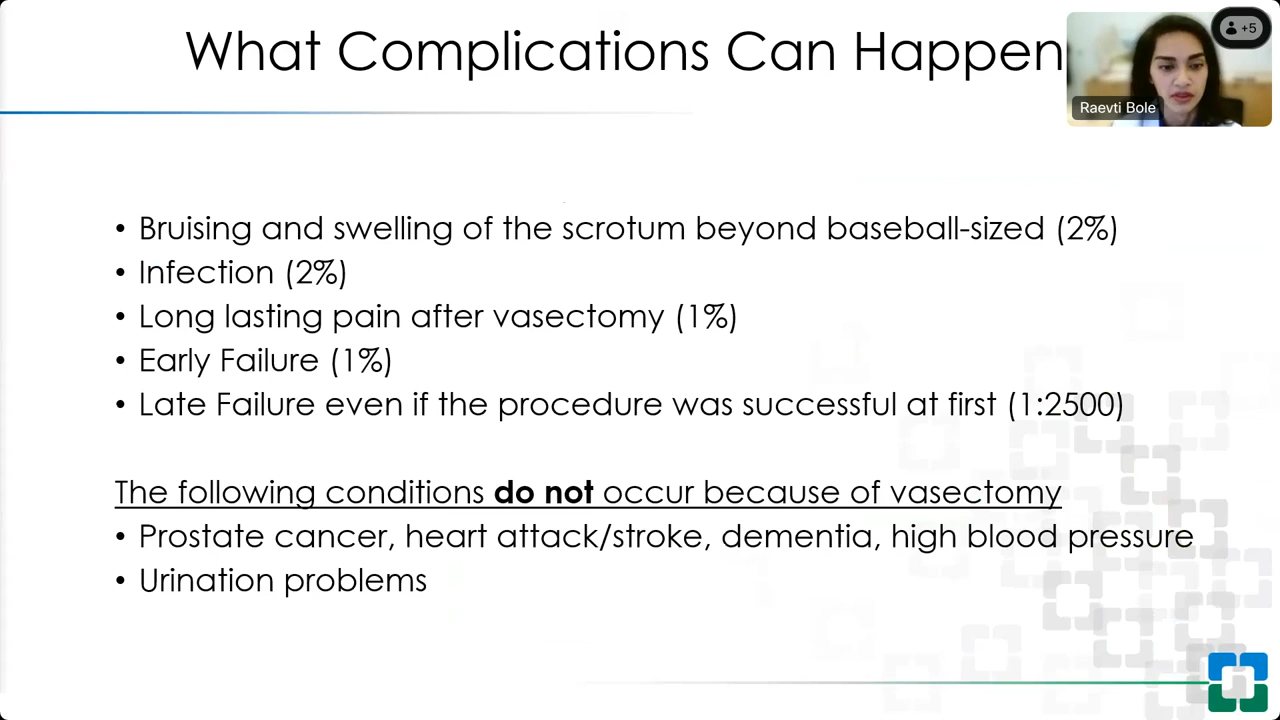 What Complications Can Happen
+5
Raevti Bole
• Bruising and swelling of the scrotum beyond baseball-sized (2%)
• Infection (2%)
• Long lasting pain after vasectomy (1%)
• Early Failure (1%)
• Late Failure even if the procedure was successful at first (1:2500)
The following conditions do not occur because of vasectomy
• Prostate cancer, heart attack/stroke, dementia, high blood pressure
• Urination problems